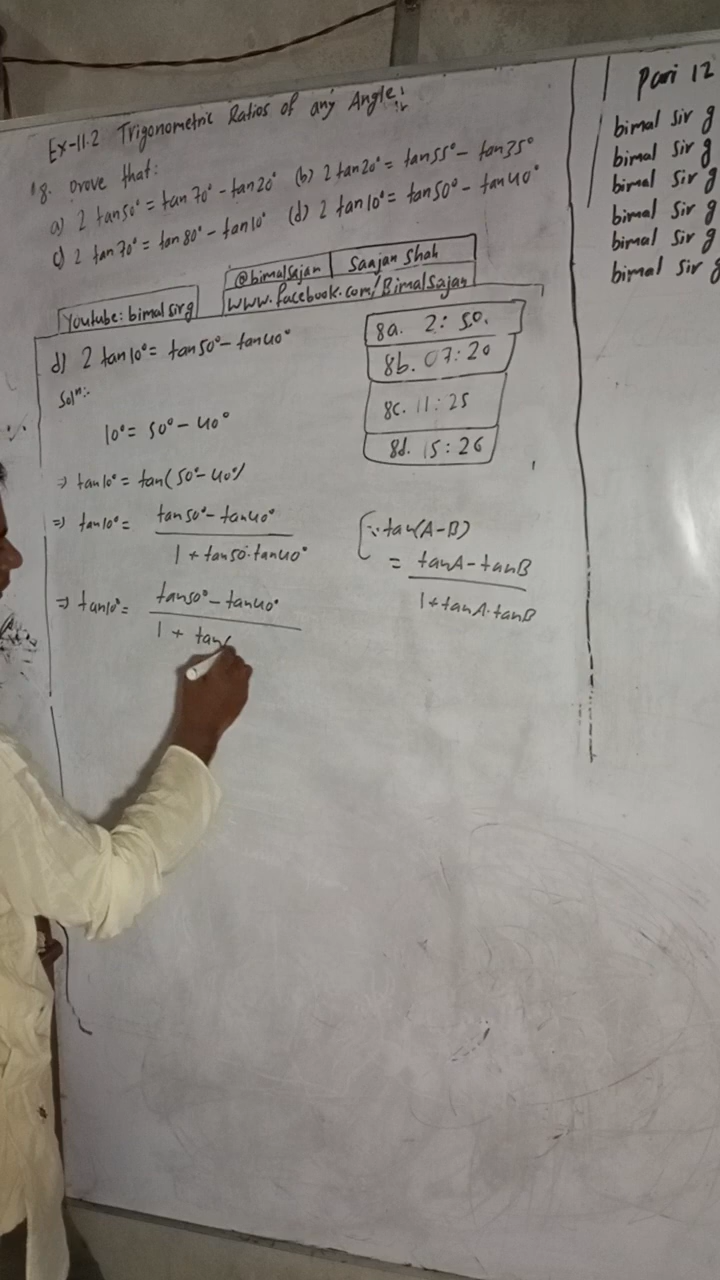 Ex-11.2 Trigonometric Ratios of any Angle:
8. prove that:
a) 2 tan50° = tan70° - tan20° (b) 2 tan20° = tan55° - tan35°
c) 2 tan70° = tan80° - tan10° (d) 2 tan10° = tan50° - tan40°
@bimalsajan | Saajan Shah
Youtube: bimal sir g
www.facebook.com/BimalSajan
d) 2 tan10° = tan50° - tan40°
Solⁿ:-
10° = 50° - 40°
⇒ tan10° = tan(50° - 40°)
⇒ tan10° = tan50° - tan40°
1 + tan50°.tan40°
⇒ tan10° = tan50° - tan40°
1 + tan
8a. 2:50.
8b. 07:20
8c. 11:25
8d. 15:26
∵ tan(A-B)
= tanA - tanB
1 + tanA.tanB
Pari 12
bimal sir g
bimal sir g
bimal sir g
bimal sir g
bimal sir g
bimal sir g